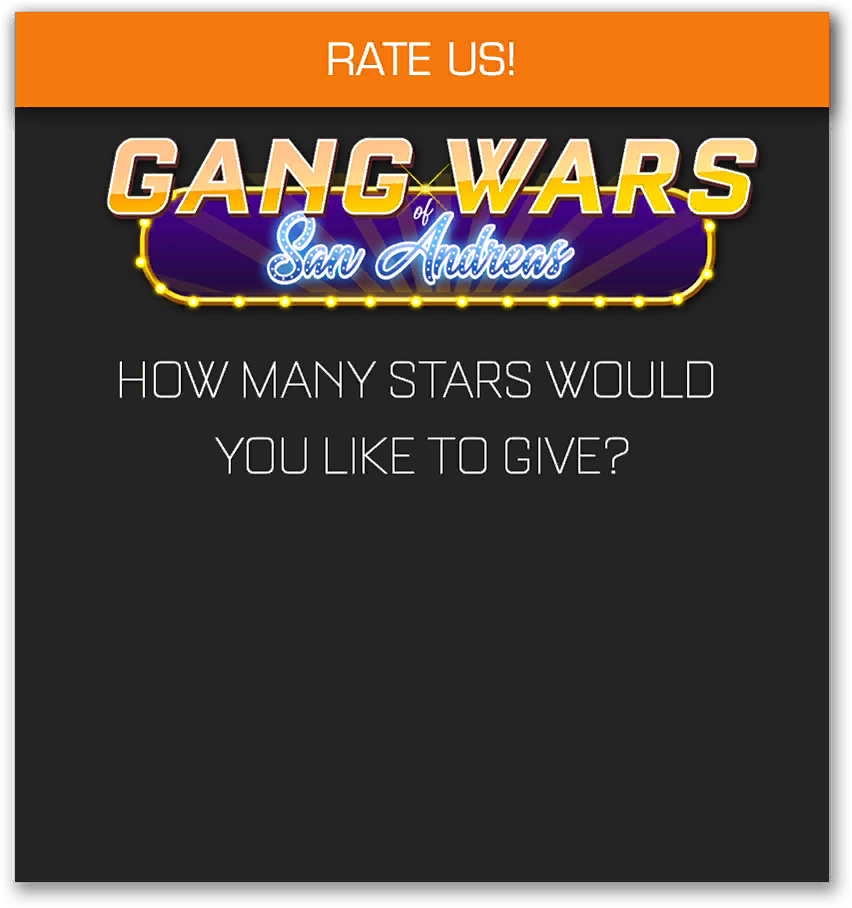 RATE US!
GANG WARS
of
San Andreas
HOW MANY STARS WOULD
YOU LIKE TO GIVE?